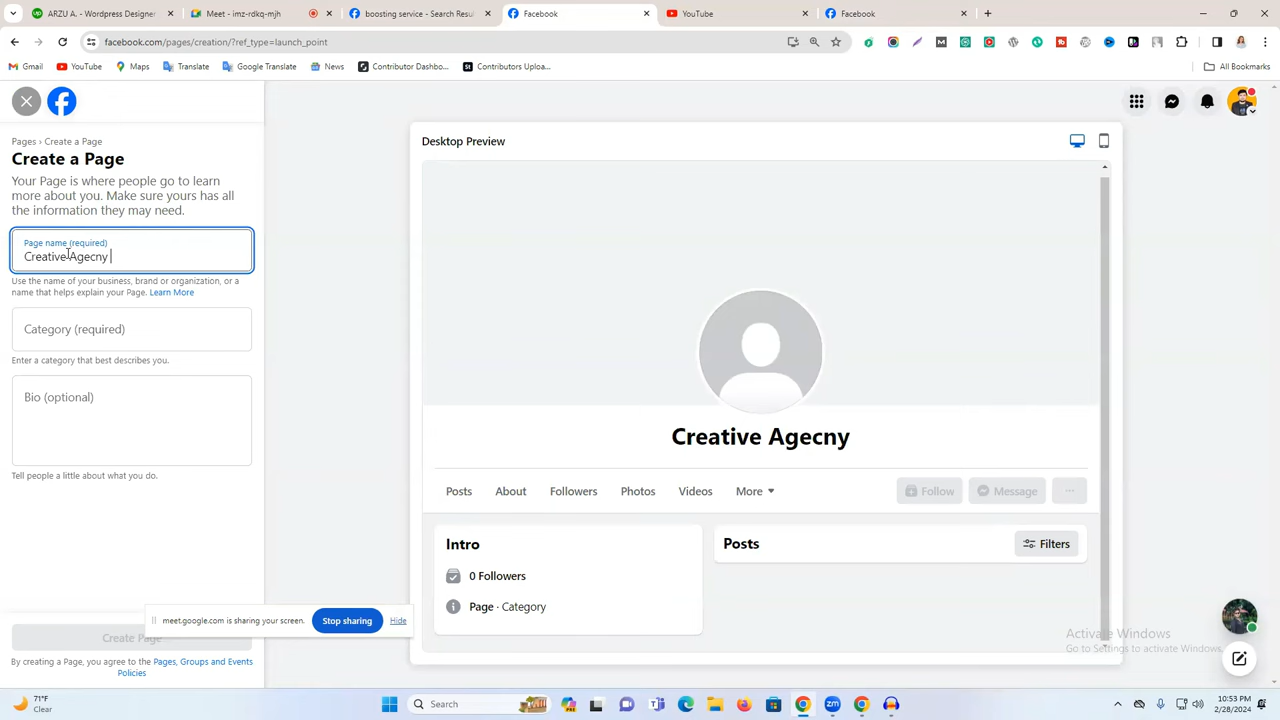 ARZU A. - Wordpress Designer
Meet - imz-rdkq-mjh
boosting service - Search Resul
Facebook
YouTube
Facebook
facebook.com/pages/creation/?ref_type=launch_point
Gmail
YouTube
Maps
Translate
Google Translate
News
Contributor Dashbo...
Contributors Uploa...
All Bookmarks
Pages › Create a Page
Create a Page
Your Page is where people go to learn
more about you. Make sure yours has all
the information they may need.
Page name (required)
Creative Agecny
Use the name of your business, brand or organization, or a
name that helps explain your Page. Learn More
Category (required)
Enter a category that best describes you.
Bio (optional)
Tell people a little about what you do.
Create Page
By creating a Page, you agree to the Pages, Groups and Events
Policies
meet.google.com is sharing your screen.
Stop sharing
Hide
Desktop Preview
Creative Agecny
Posts
About
Followers
Photos
Videos
More
Follow
Message
Intro
0 Followers
Page · Category
Posts
Filters
Activate Windows
Go to Settings to activate Windows.
71°F
Clear
Search
10:53 PM
2/28/2024